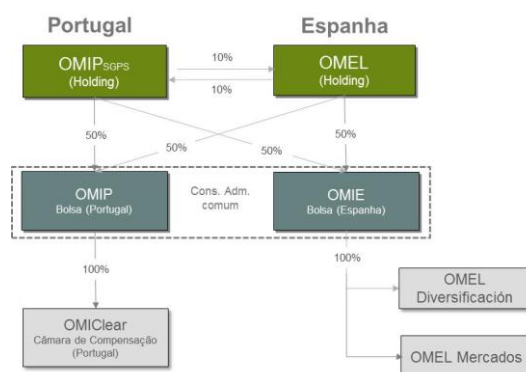 Portugal
Espanha
OMIPSGPS
(Holding)
10%
10%
OMEL
(Holding)
50%
50%
50%
50%
OMIP
Bolsa (Portugal)
Cons. Adm.
comum
OMIE
Bolsa (Espanha)
100%
100%
OMIClear
Câmara de Compensação
(Portugal)
OMEL
Diversificación
OMEL Mercados